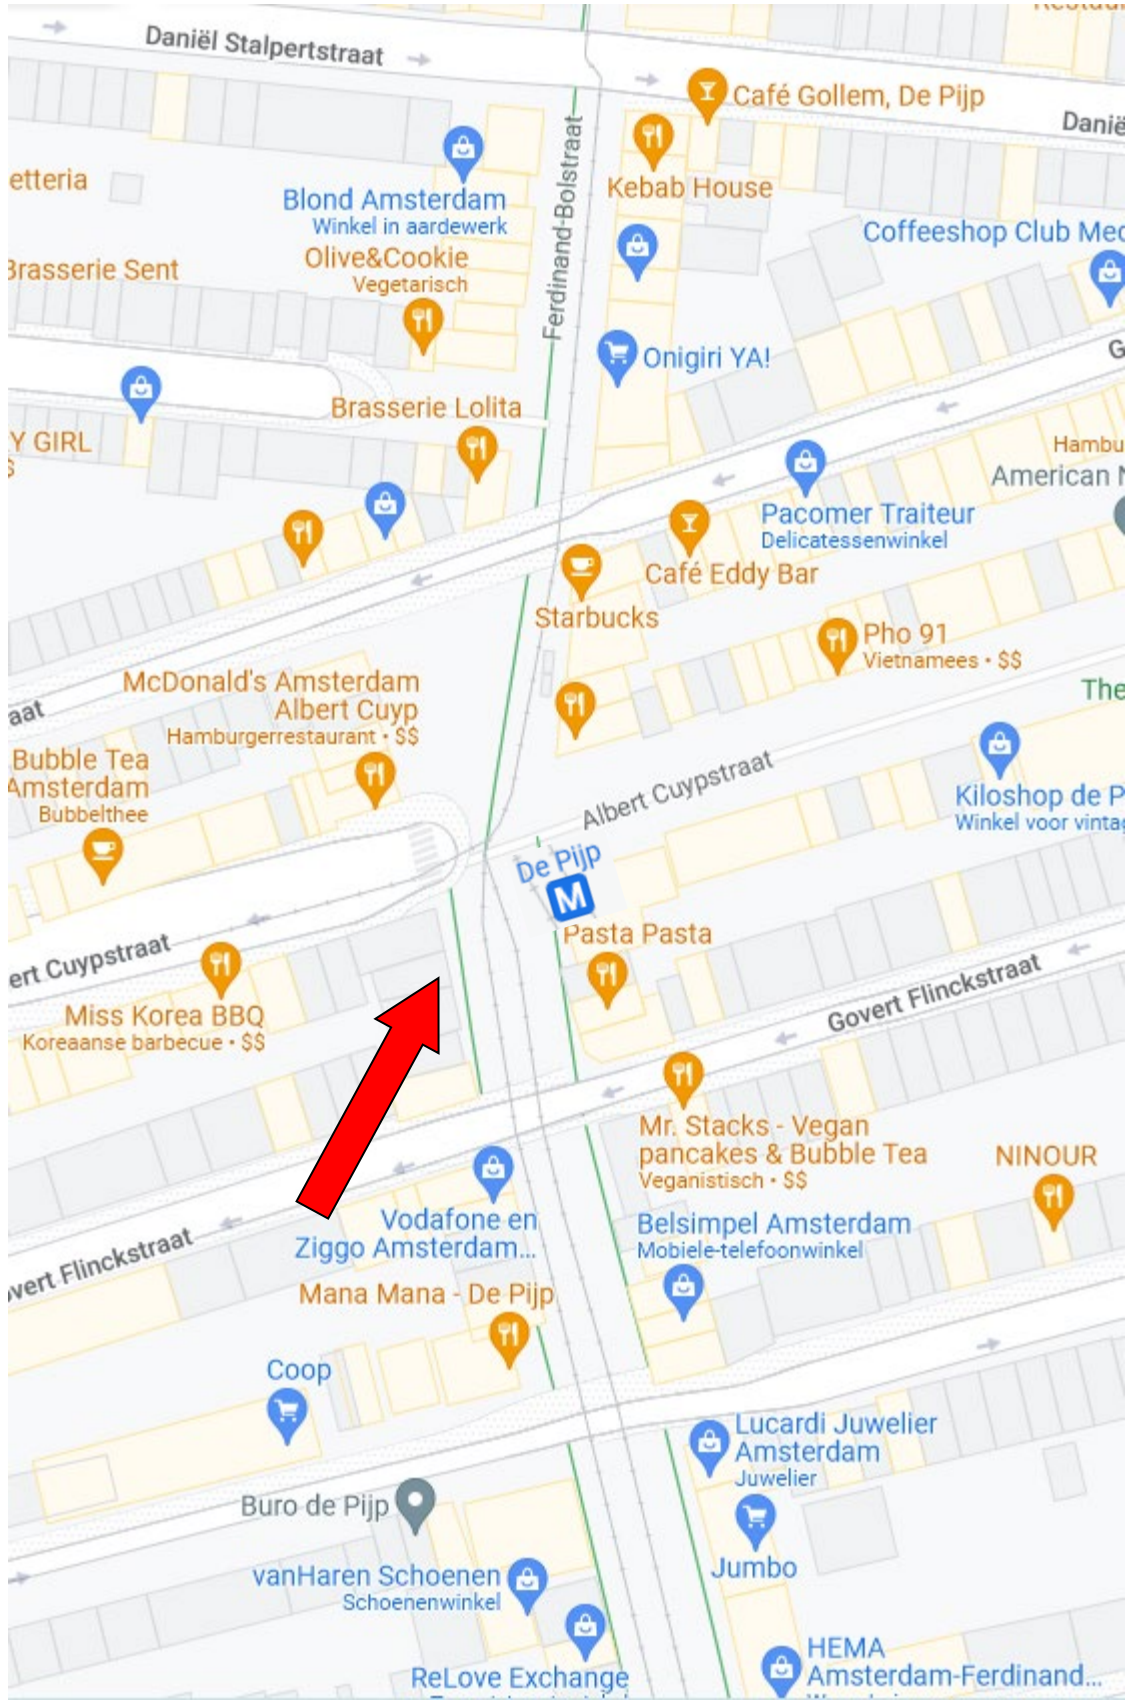 Daniël Stalpertstraat
Café Gollem, De Pijp
Danië
Kebab House
etteria
Blond Amsterdam
Winkel in aardewerk
Ferdinand-Bolstraat
Coffeeshop Club Med
Brasserie Sent
Olive&Cookie
Vegetarisch
Onigiri YA!
G
Brasserie Lolita
Y GIRL
Hambu
American N
Pacomer Traiteur
Delicatessenwinkel
Café Eddy Bar
Starbucks
Pho 91
Vietnamees • $$
McDonald's Amsterdam
Albert Cuyp
Hamburgerrestaurant • $$
The
aat
Bubble Tea
Amsterdam
Bubbelthee
Albert Cuypstraat
Kiloshop de P
Winkel voor vintag
De Pijp
M
Pasta Pasta
ert Cuypstraat
Miss Korea BBQ
Koreaanse barbecue • $$
Govert Flinckstraat
Mr. Stacks - Vegan
pancakes & Bubble Tea
Veganistisch • $$
NINOUR
Vodafone en
Ziggo Amsterdam...
Belsimpel Amsterdam
Mobiele-telefoonwinkel
overt Flinckstraat
Mana Mana - De Pijp
Coop
Lucardi Juwelier
Amsterdam
Juwelier
Buro de Pijp
Jumbo
vanHaren Schoenen
Schoenenwinkel
HEMA
Amsterdam-Ferdinand...
ReLove Exchange